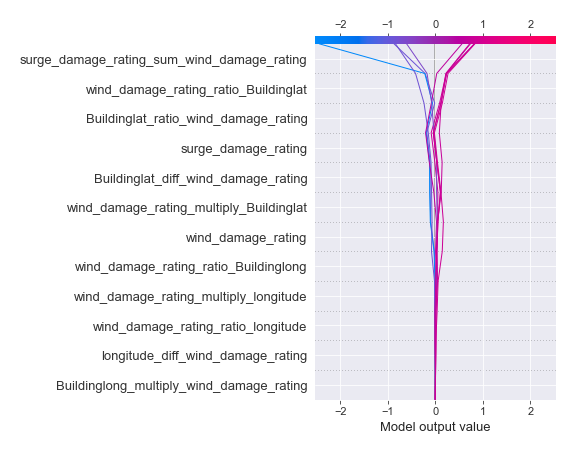 −2 −1 0 1 2
surge_damage_rating_sum_wind_damage_rating
wind_damage_rating_ratio_Buildinglat
Buildinglat_ratio_wind_damage_rating
surge_damage_rating
Buildinglat_diff_wind_damage_rating
wind_damage_rating_multiply_Buildinglat
wind_damage_rating
wind_damage_rating_ratio_Buildinglong
wind_damage_rating_multiply_longitude
wind_damage_rating_ratio_longitude
longitude_diff_wind_damage_rating
Buildinglong_multiply_wind_damage_rating
−2 −1 0 1 2
Model output value